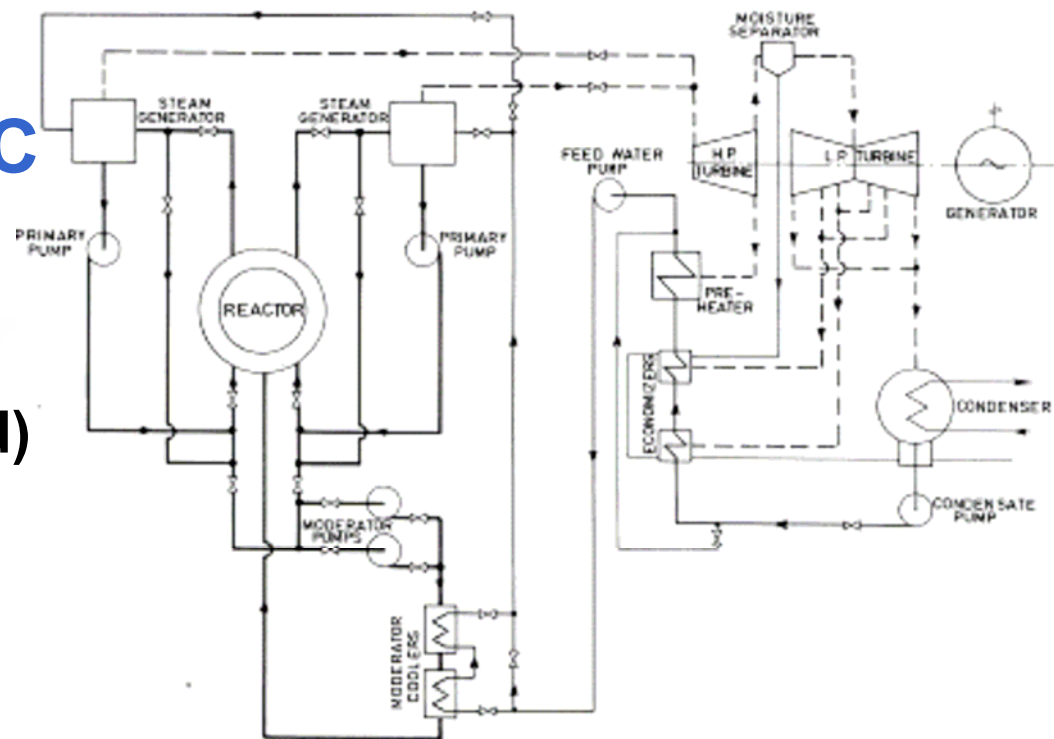 MOISTURE
SEPARATOR
STEAM
GENERATOR
STEAM
GENERATOR
C
FEED WATER
PUMP
H.P.
TURBINE
L.P. TURBINE
GENERATOR
PRIMARY
PUMP
PRIMARY
PUMP
REACTOR
PRE-
HEATER
ECONOMIZERS
CONDENSER
)
CONDENSATE
PUMP
MODERATOR
PUMPS
MODERATOR
COOLERS